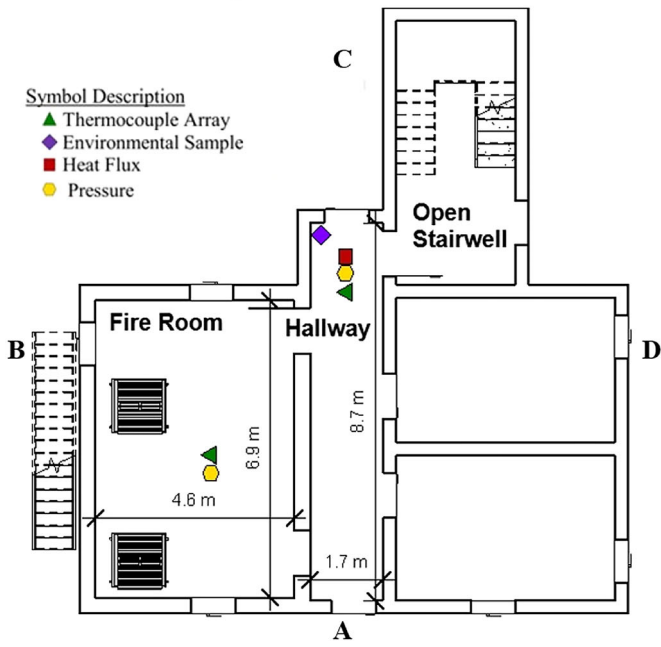 C
Symbol Description
Thermocouple Array
Environmental Sample
Heat Flux
Pressure
Open
Stairwell
Fire Room
Hallway
B
D
8.7 m
6.9 m
4.6 m
1.7 m
A